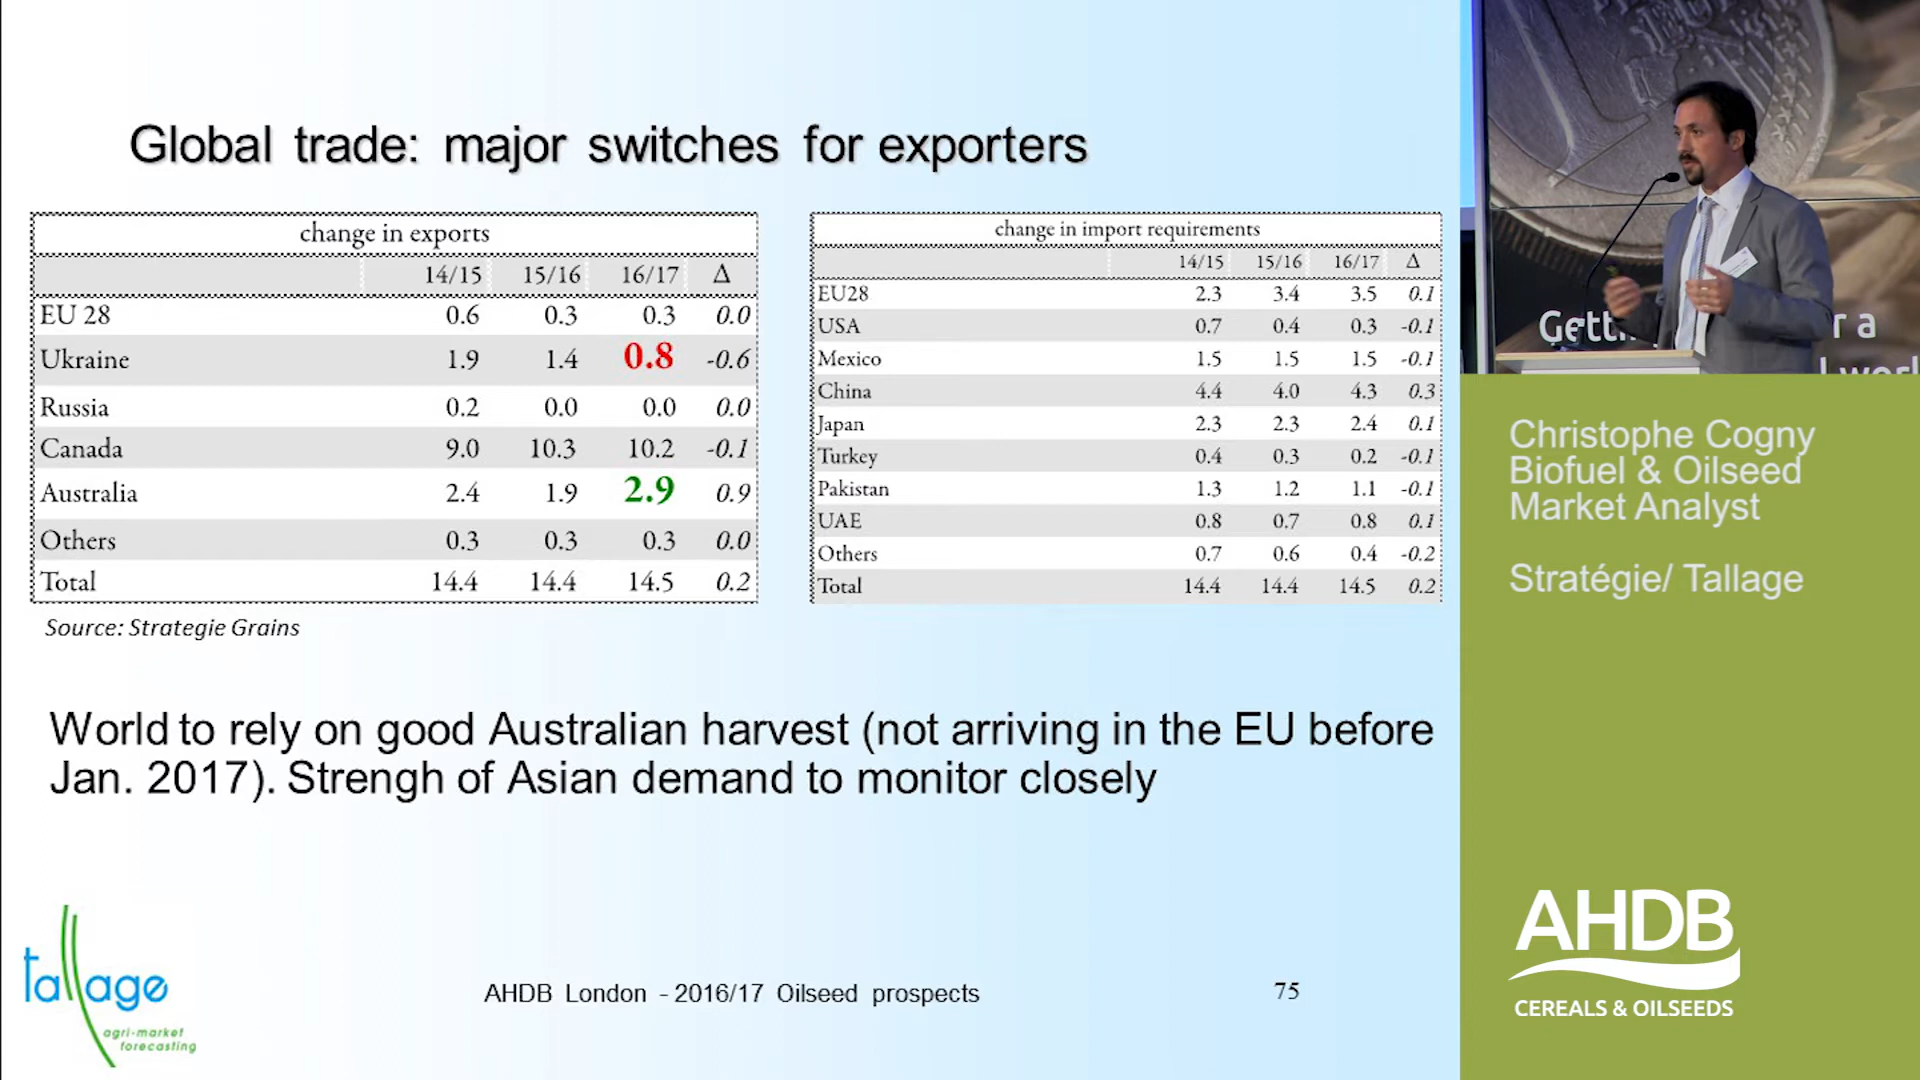 Global trade: major switches for exporters
change in exports
14/15 15/16 16/17 Δ
EU 28 0.6 0.3 0.3 0.0
Ukraine 1.9 1.4 0.8 -0.6
Russia 0.2 0.0 0.0 0.0
Canada 9.0 10.3 10.2 -0.1
Australia 2.4 1.9 2.9 0.9
Others 0.3 0.3 0.3 0.0
Total 14.4 14.4 14.5 0.2
Source: Strategie Grains
change in import requirements
14/15 15/16 16/17 Δ
EU28 2.3 3.4 3.5 0.1
USA 0.7 0.4 0.3 -0.1
Mexico 1.5 1.5 1.5 -0.1
China 4.4 4.0 4.3 0.3
Japan 2.3 2.3 2.4 0.1
Turkey 0.4 0.3 0.2 -0.1
Pakistan 1.3 1.2 1.1 -0.1
UAE 0.8 0.7 0.8 0.1
Others 0.7 0.6 0.4 -0.2
Total 14.4 14.4 14.5 0.2
World to rely on good Australian harvest (not arriving in the EU before
Jan. 2017). Strengh of Asian demand to monitor closely
tallage
agri-market
forecasting
AHDB London - 2016/17 Oilseed prospects
75
r a
Christophe Cogny
Biofuel & Oilseed
Market Analyst
Stratégie/ Tallage
AHDB
CEREALS & OILSEEDS